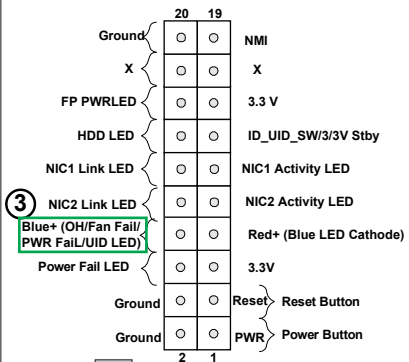 20 19
Ground NMI
X X
FP PWRLED 3.3 V
HDD LED ID_UID_SW/3/3V Stby
NIC1 Link LED NIC1 Activity LED
3
NIC2 Link LED NIC2 Activity LED
Blue+ (OH/Fan Fail/
PWR FaiL/UID LED) Red+ (Blue LED Cathode)
Power Fail LED 3.3V
Ground Reset Reset Button
Ground PWR Power Button
2 1